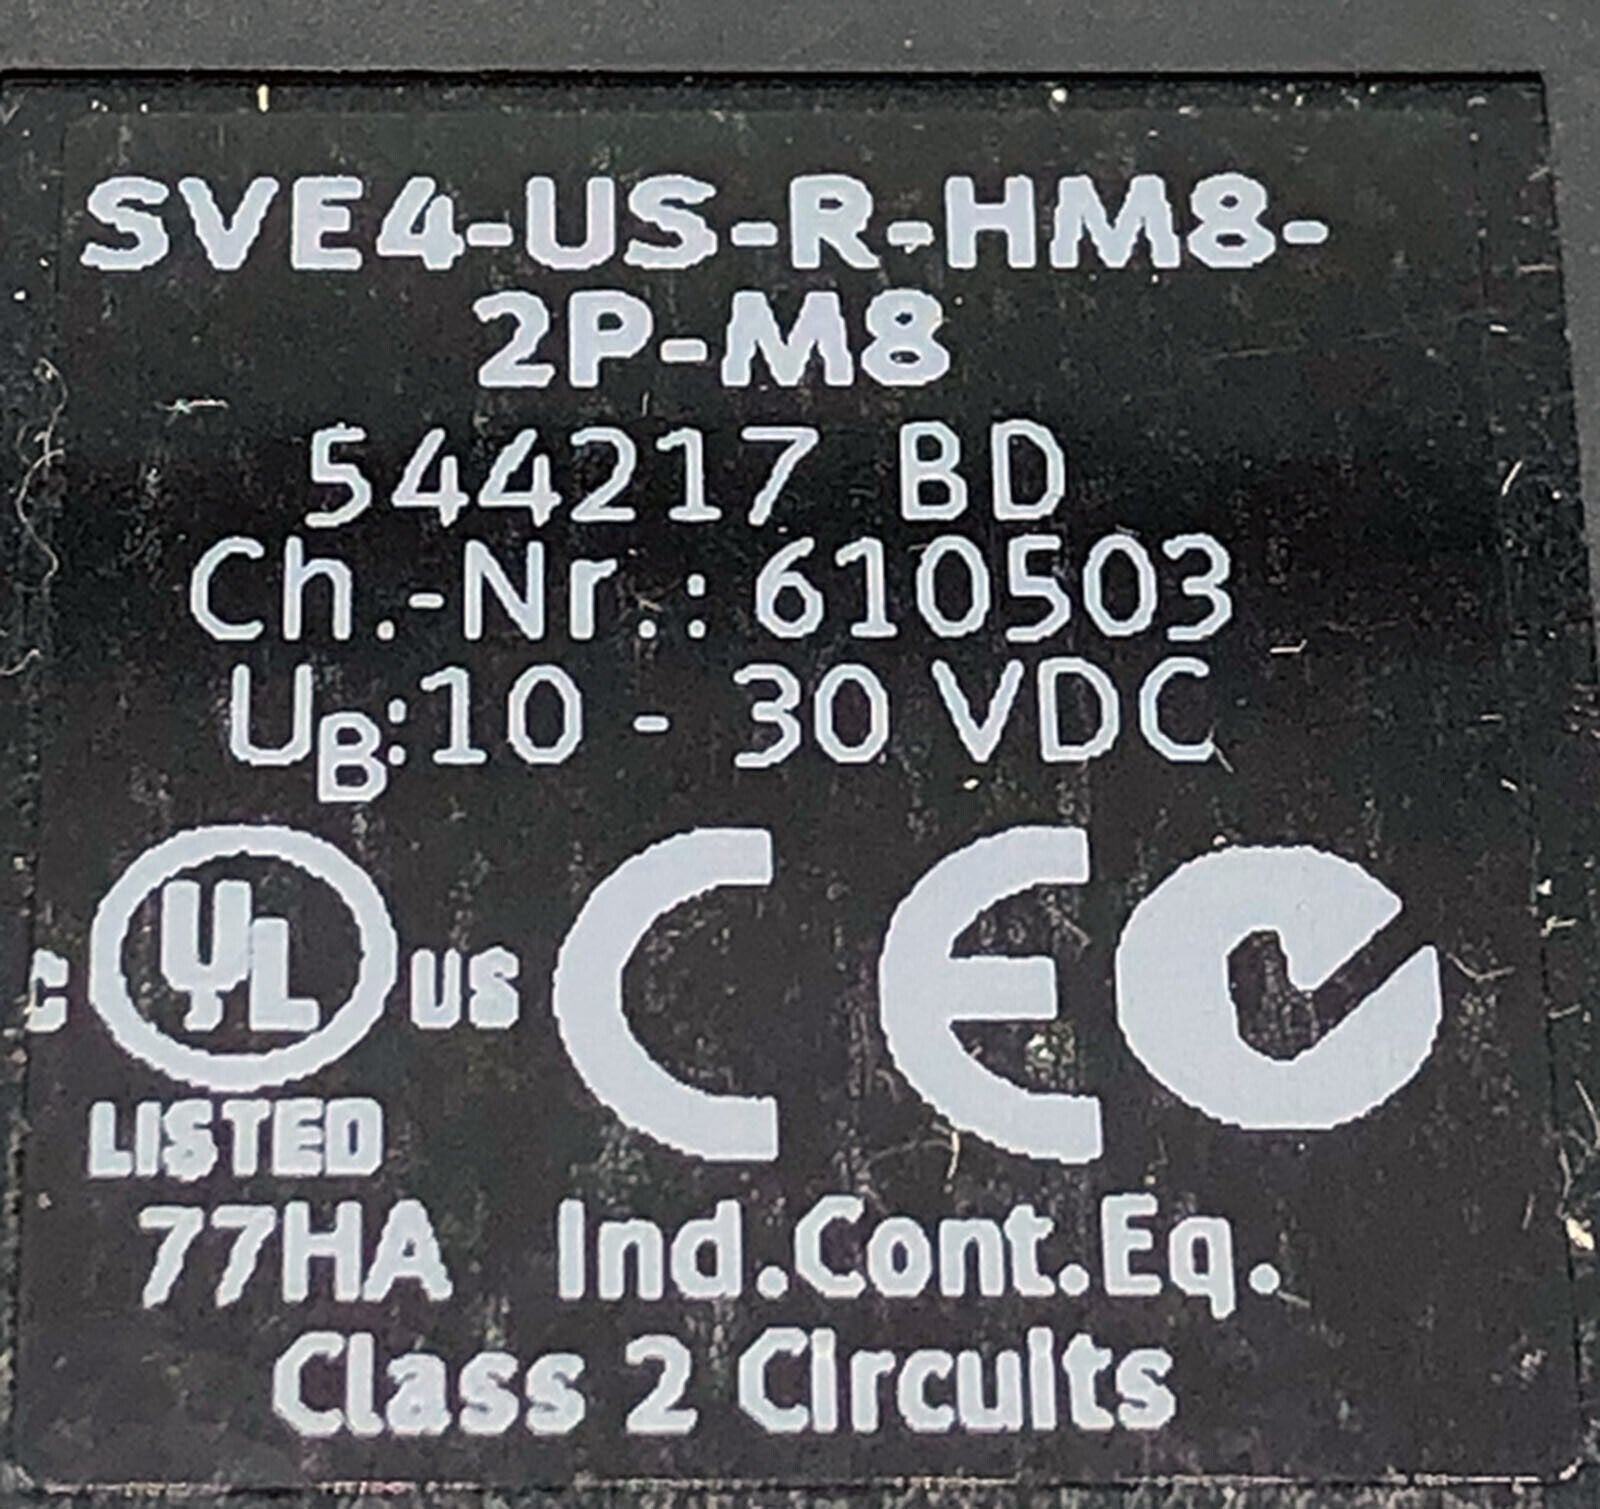 SVE4-US-R-HM8-
2P-M8
544217 BD
Ch.-Nr.: 610503
UB:10 - 30 VDC
C UL US CE
LISTED
77HA Ind.Cont.Eq.
Class 2 Circuits